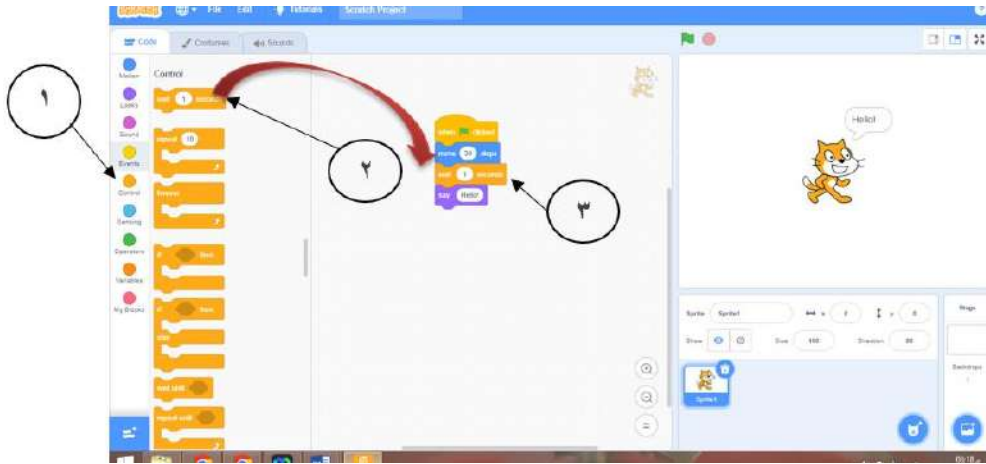 File Edit Tutorials Scratch Project
Code Costumes Sounds
Motion
Looks
Sound
Events
Control
Sensing
Operators
Variables
My Blocks
Control
wait 1 seconds
repeat 10
forever
if then
if then
else
wait until
repeat until
١
٢
٣
when clicked
move steps
wait 1 seconds
say Hello!
Hello!
Sprite Sprite1 x y
Show Size 100 Direction 90
Sprite1
Stage
Backdrops